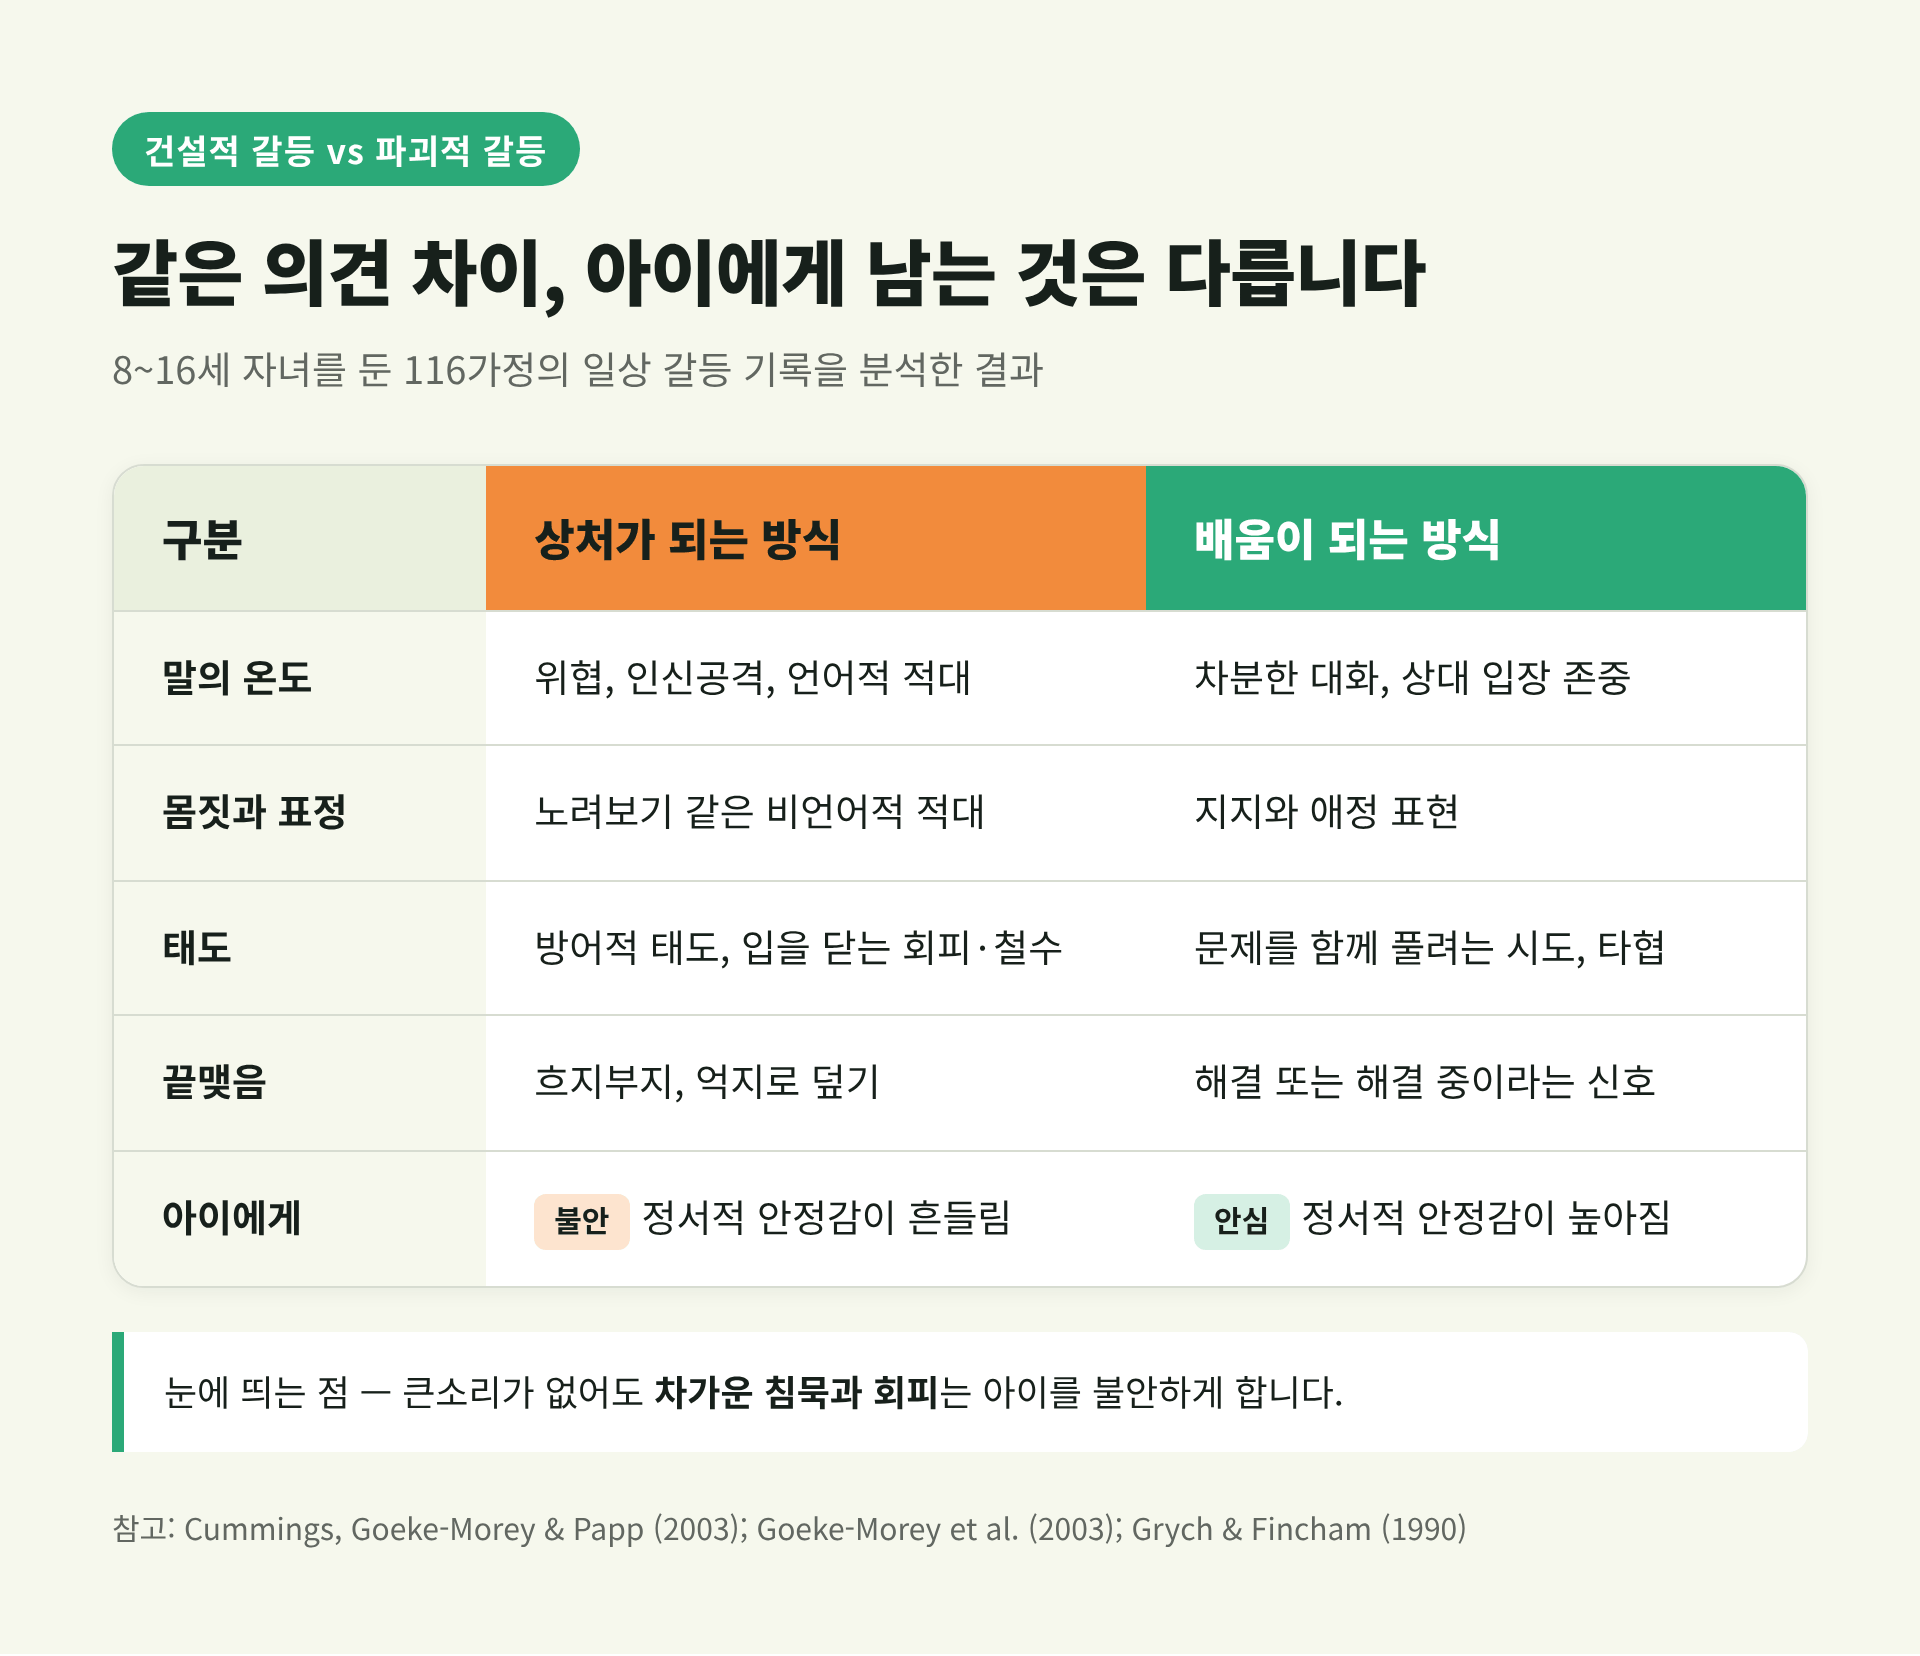 건설적 갈등 vs 파괴적 갈등
같은 의견 차이, 아이에게 남는 것은 다릅니다
8~16세 자녀를 둔 116가정의 일상 갈등 기록을 분석한 결과
구분 상처가 되는 방식 배움이 되는 방식
말의 온도 위협, 인신공격, 언어적 적대 차분한 대화, 상대 입장 존중
몸짓과 표정 노려보기 같은 비언어적 적대 지지와 애정 표현
태도 방어적 태도, 입을 닫는 회피·철수 문제를 함께 풀려는 시도, 타협
끝맺음 흐지부지, 억지로 덮기 해결 또는 해결 중이라는 신호
아이에게 불안 정서적 안정감이 흔들림 안심 정서적 안정감이 높아짐
눈에 띄는 점 — 큰소리가 없어도 차가운 침묵과 회피는 아이를 불안하게 합니다.
참고: Cummings, Goeke-Morey & Papp (2003); Goeke-Morey et al. (2003); Grych & Fincham (1990)